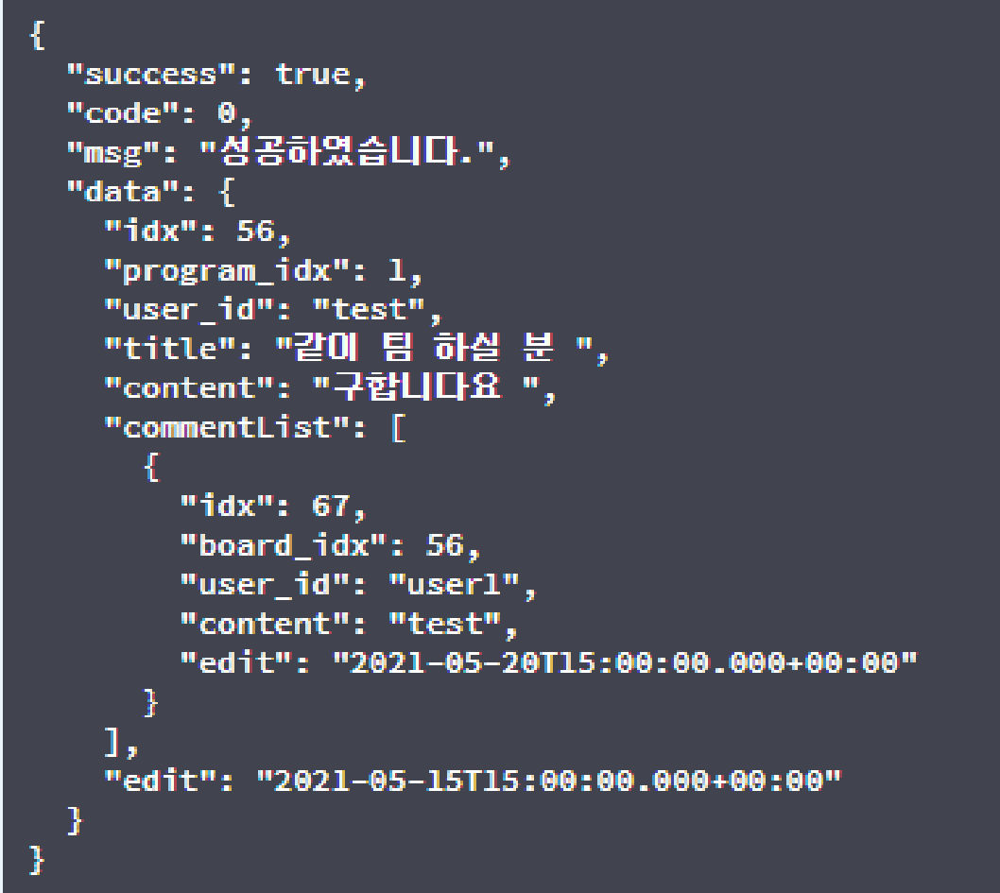 {
  "success": true,
  "code": 0,
  "msg": "성공하였습니다.",
  "data": {
    "idx": 56,
    "program_idx": 1,
    "user_id": "test",
    "title": "같이 팀 하실 분 ",
    "content": "구합니다요 ",
    "commentList": [
      {
        "idx": 67,
        "board_idx": 56,
        "user_id": "user1",
        "content": "test",
        "edit": "2021-05-20T15:00:00.000+00:00"
      }
    ],
    "edit": "2021-05-15T15:00:00.000+00:00"
  }
}